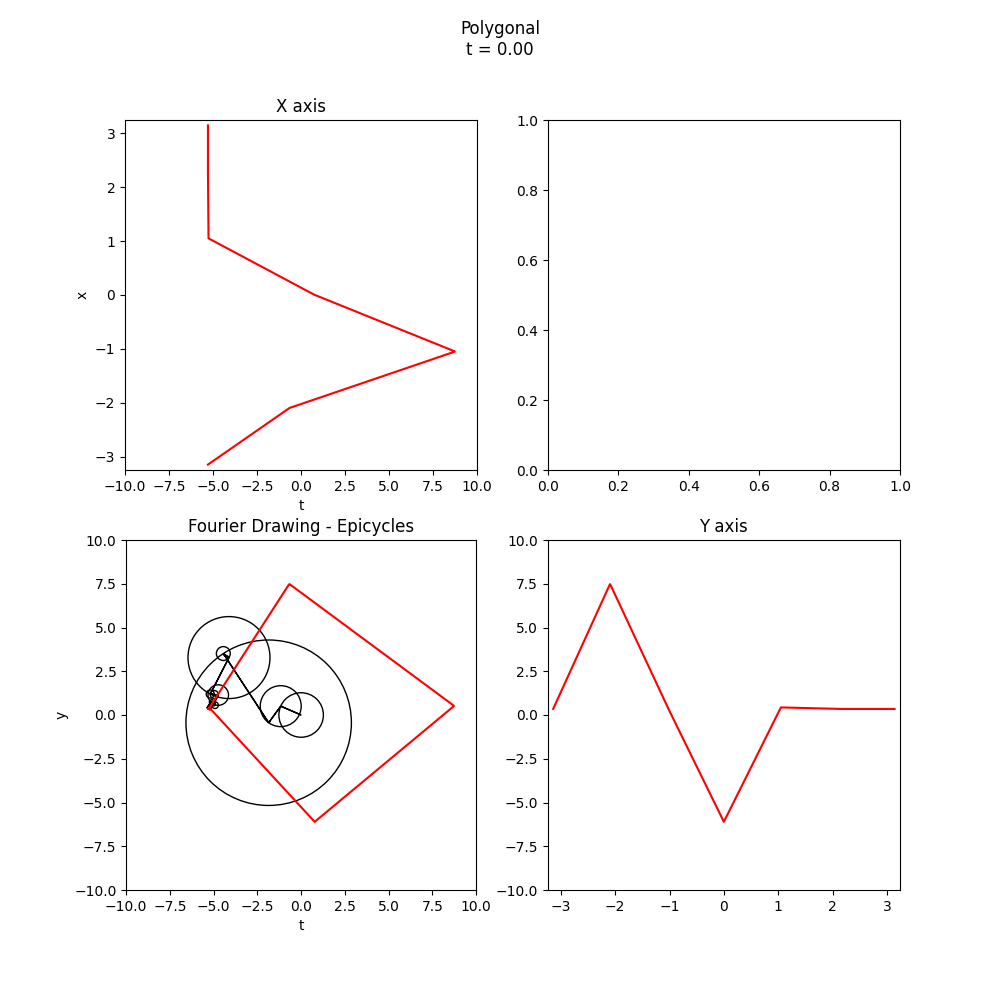 Polygonal
t = 0.00
X axis
3
2
1
0
−1
−2
−3
x
−10.0 −7.5 −5.0 −2.5 0.0 2.5 5.0 7.5 10.0
t
1.0
0.8
0.6
0.4
0.2
0.0
0.0 0.2 0.4 0.6 0.8 1.0
Fourier Drawing - Epicycles
10.0
7.5
5.0
2.5
0.0
−2.5
−5.0
−7.5
−10.0
y
−10.0 −7.5 −5.0 −2.5 0.0 2.5 5.0 7.5 10.0
t
Y axis
10.0
7.5
5.0
2.5
0.0
−2.5
−5.0
−7.5
−10.0
−3 −2 −1 0 1 2 3